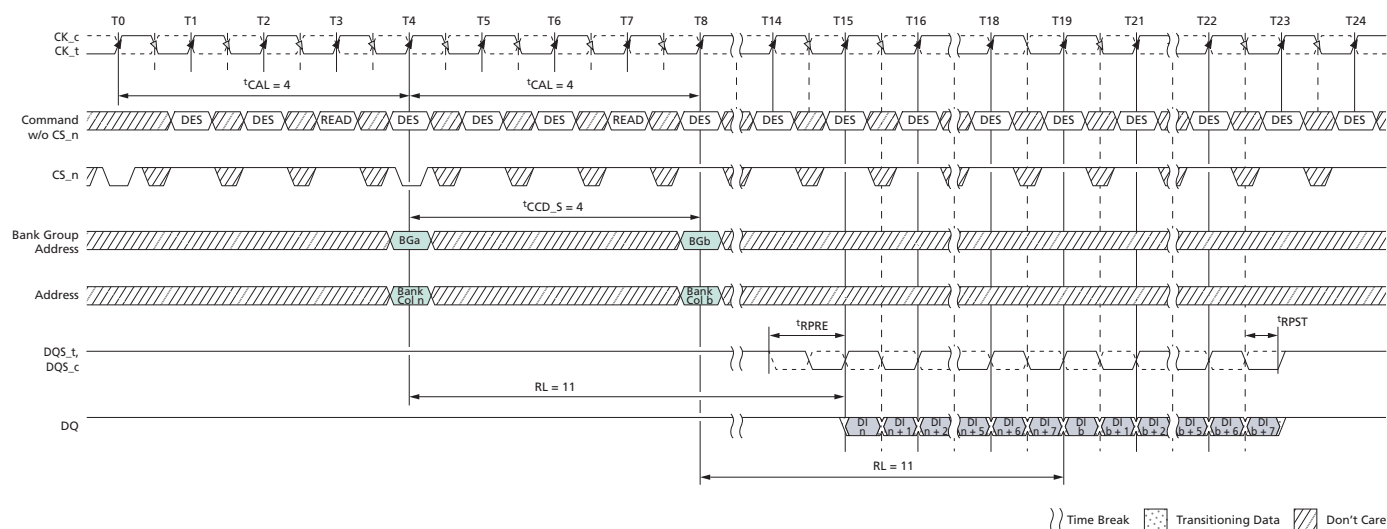 T0 T1 T2 T3 T4 T5 T6 T7 T8 T14 T15 T16 T18 T19 T21 T22 T23 T24
CK_c
CK_t
tCAL = 4 tCAL = 4
Command
w/o CS_n
DES DES READ DES DES DES READ DES DES DES DES DES DES DES DES DES DES
CS_n
tCCD_S = 4
Bank Group
Address
BGa BGb
Address
Bank
Col n
Bank
Col b
tRPRE tRPST
DQS_t,
DQS_c
RL = 11
DQ
DI
n
DI
n + 1
DI
n + 2
DI
n + 5
DI
n + 6
DI
n + 7
DI
b
DI
b + 1
DI
b + 2
DI
b + 5
DI
b + 6
DI
b + 7
RL = 11
Time Break Transitioning Data Don't Care